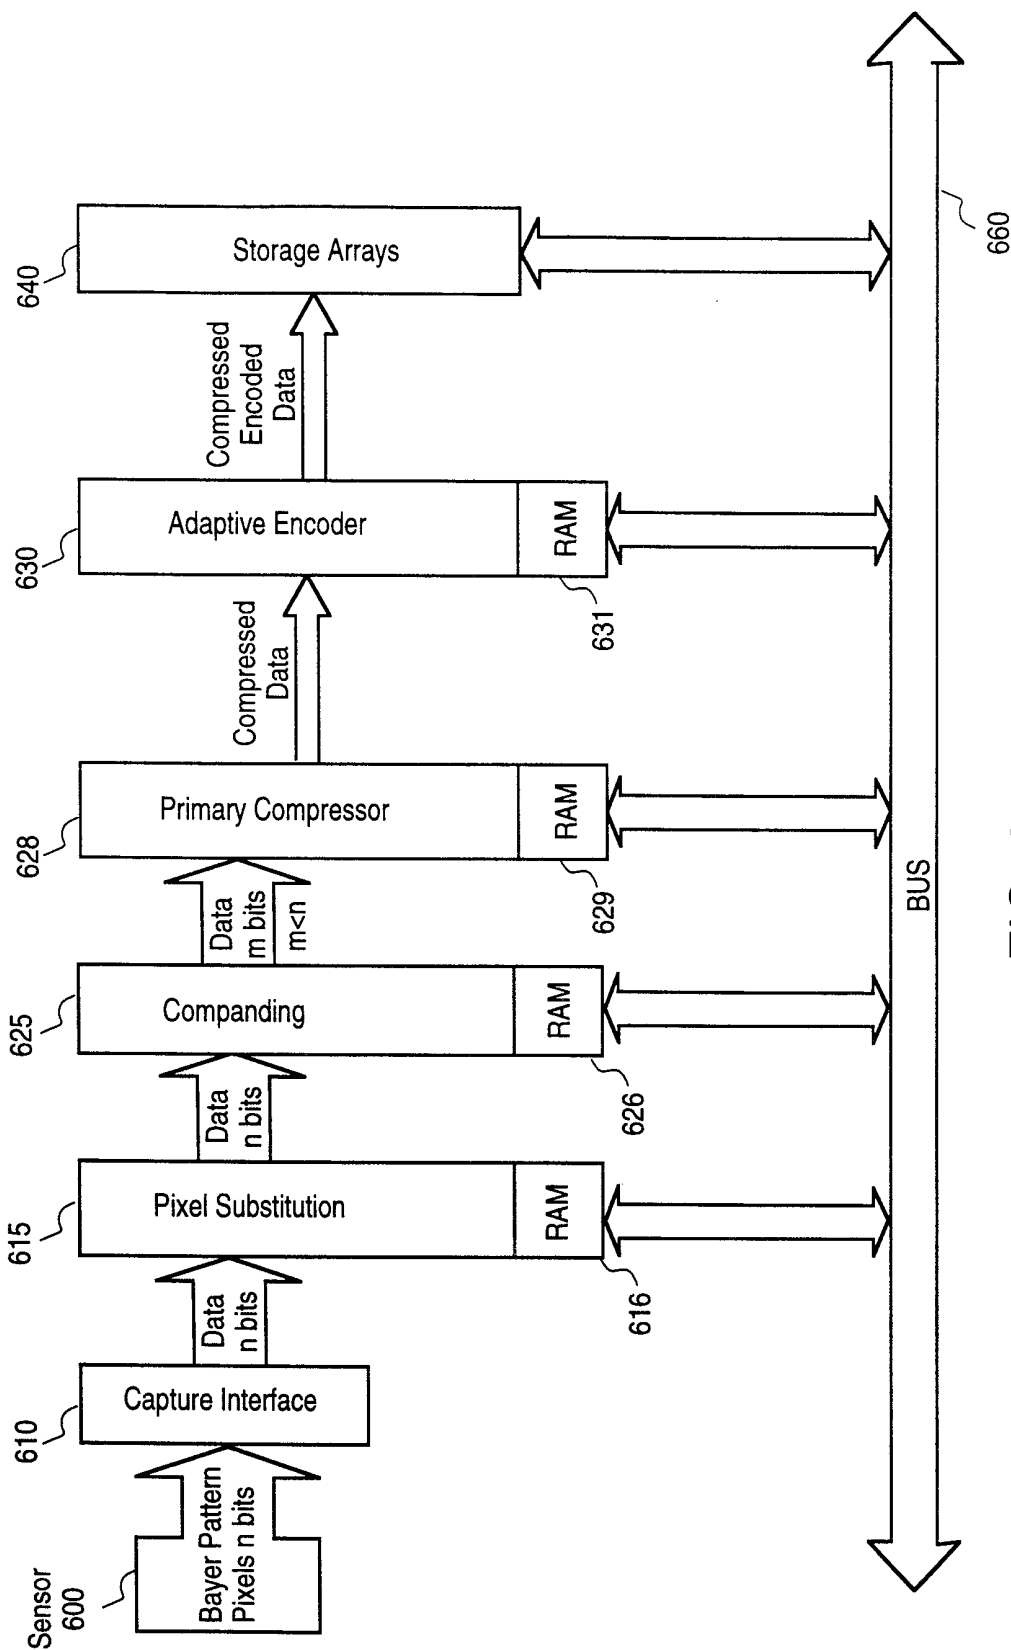 Sensor
600
Bayer Pattern
Pixels n bits
610
Capture Interface
Data
n bits
615
Pixel Substitution
RAM
616
Data
n bits
625
Companding
RAM
626
Data
m bits
m<n
628
Primary Compressor
RAM
629
Compressed
Data
630
Adaptive Encoder
RAM
631
Compressed
Encoded
Data
640
Storage Arrays
BUS
660